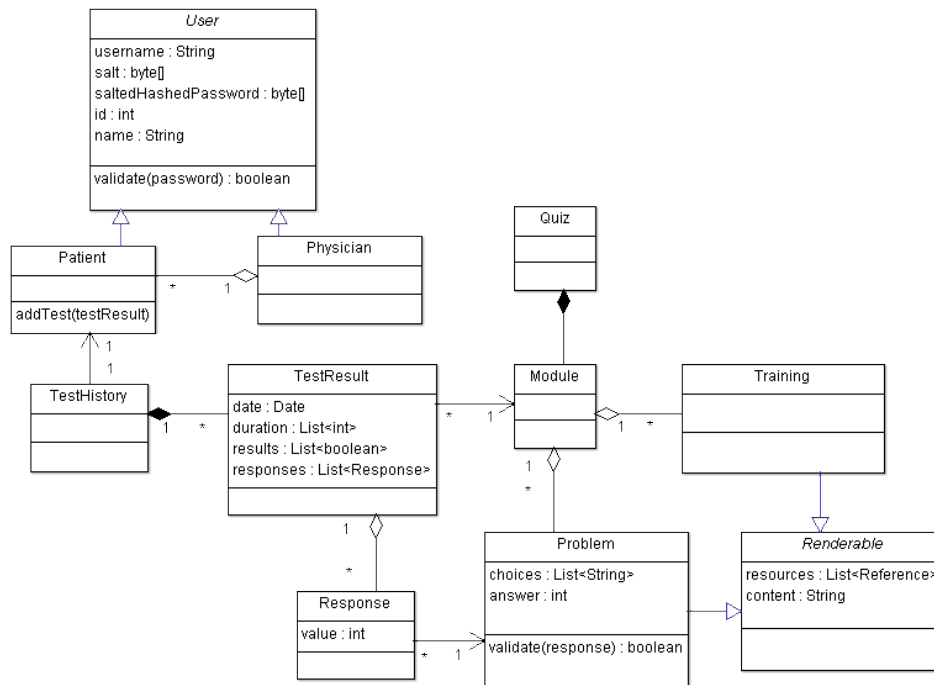 User
username : String
salt : byte[]
saltedHashedPassword : byte[]
id : int
name : String
validate(password) : boolean
Quiz
Patient
addTest(testResult)
Physician
*
1
1
1
TestHistory
1
*
TestResult
date : Date
duration : List<int>
results : List<boolean>
responses : List<Response>
*
1
Module
1
*
Training
1
*
1
*
Response
value : int
*
1
Problem
choices : List<String>
answer : int
validate(response) : boolean
Renderable
resources : List<Reference>
content : String